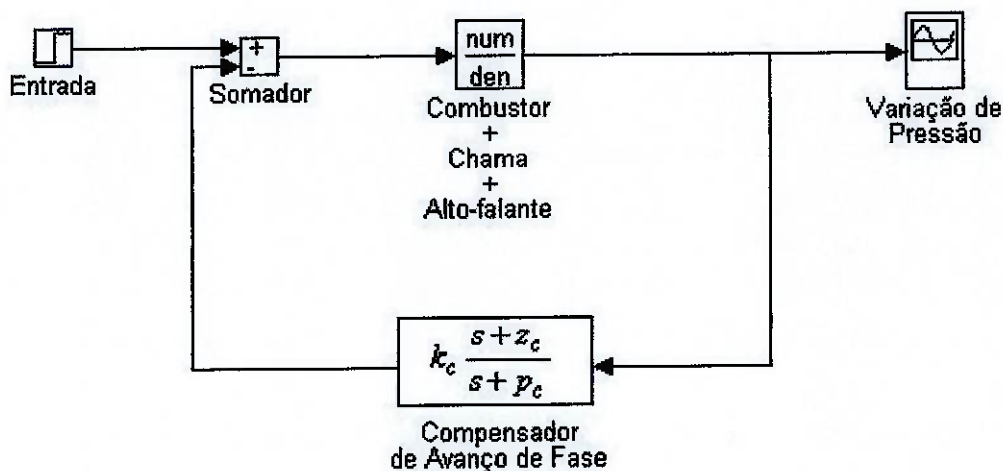 Entrada
+
-
Somador
num
den
Combustor
+
Chama
+
Alto-falante
Variação de
Pressão
k_c \frac{s+z_c}{s+p_c}
Compensador
de Avanço de Fase